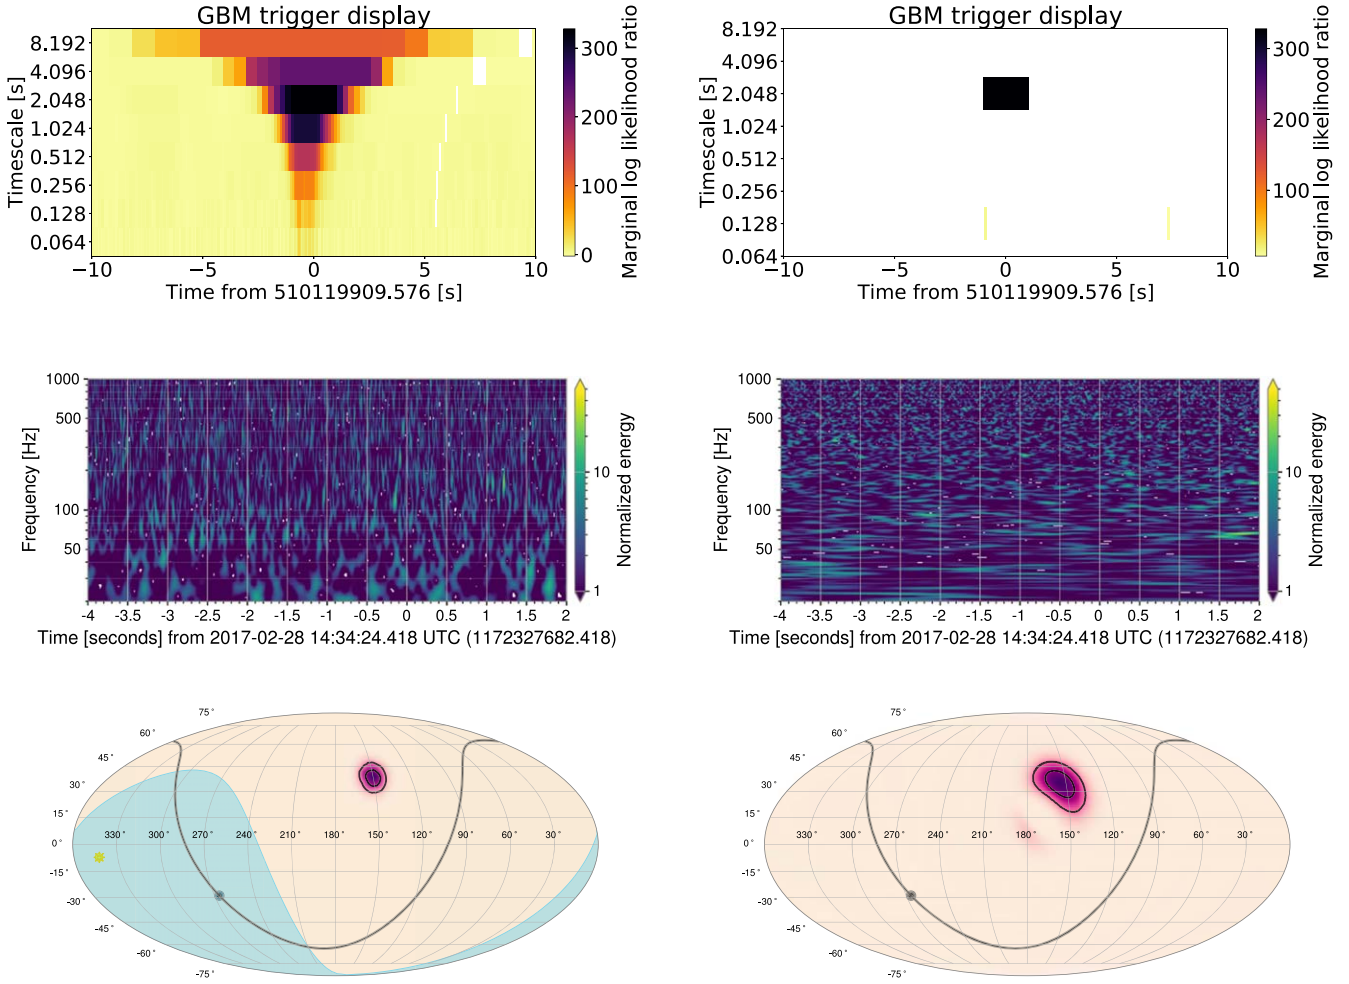 GBM trigger display
8.192
4.096
2.048
1.024
0.512
0.256
0.128
0.064
Timescale [s]
−10 −5 0 5 10
Time from 510119909.576 [s]
300
200
100
0
Marginal log likelihood ratio
GBM trigger display
8.192
4.096
2.048
1.024
0.512
0.256
0.128
0.064
Timescale [s]
−10 −5 0 5 10
Time from 510119909.576 [s]
300
200
100
Marginal log likelihood ratio
1000
500
100
50
Frequency [Hz]
-4 -3.5 -3 -2.5 -2 -1.5 -1 -0.5 0 0.5 1 1.5 2
Time [seconds] from 2017-02-28 14:34:24.418 UTC (1172327682.418)
10
1
Normalized energy
1000
500
100
50
Frequency [Hz]
-4 -3.5 -3 -2.5 -2 -1.5 -1 -0.5 0 0.5 1 1.5 2
Time [seconds] from 2017-02-28 14:34:24.418 UTC (1172327682.418)
10
1
Normalized energy
75°
60°
45°
30°
15°
330° 300° 270° 240° 210° 180° 150° 120° 90° 60° 30°
0°
-15°
-30°
-45°
-60°
-75°
75°
60°
45°
30°
15°
330° 300° 270° 240° 210° 180° 150° 120° 90° 60° 30°
0°
-15°
-30°
-45°
-60°
-75°